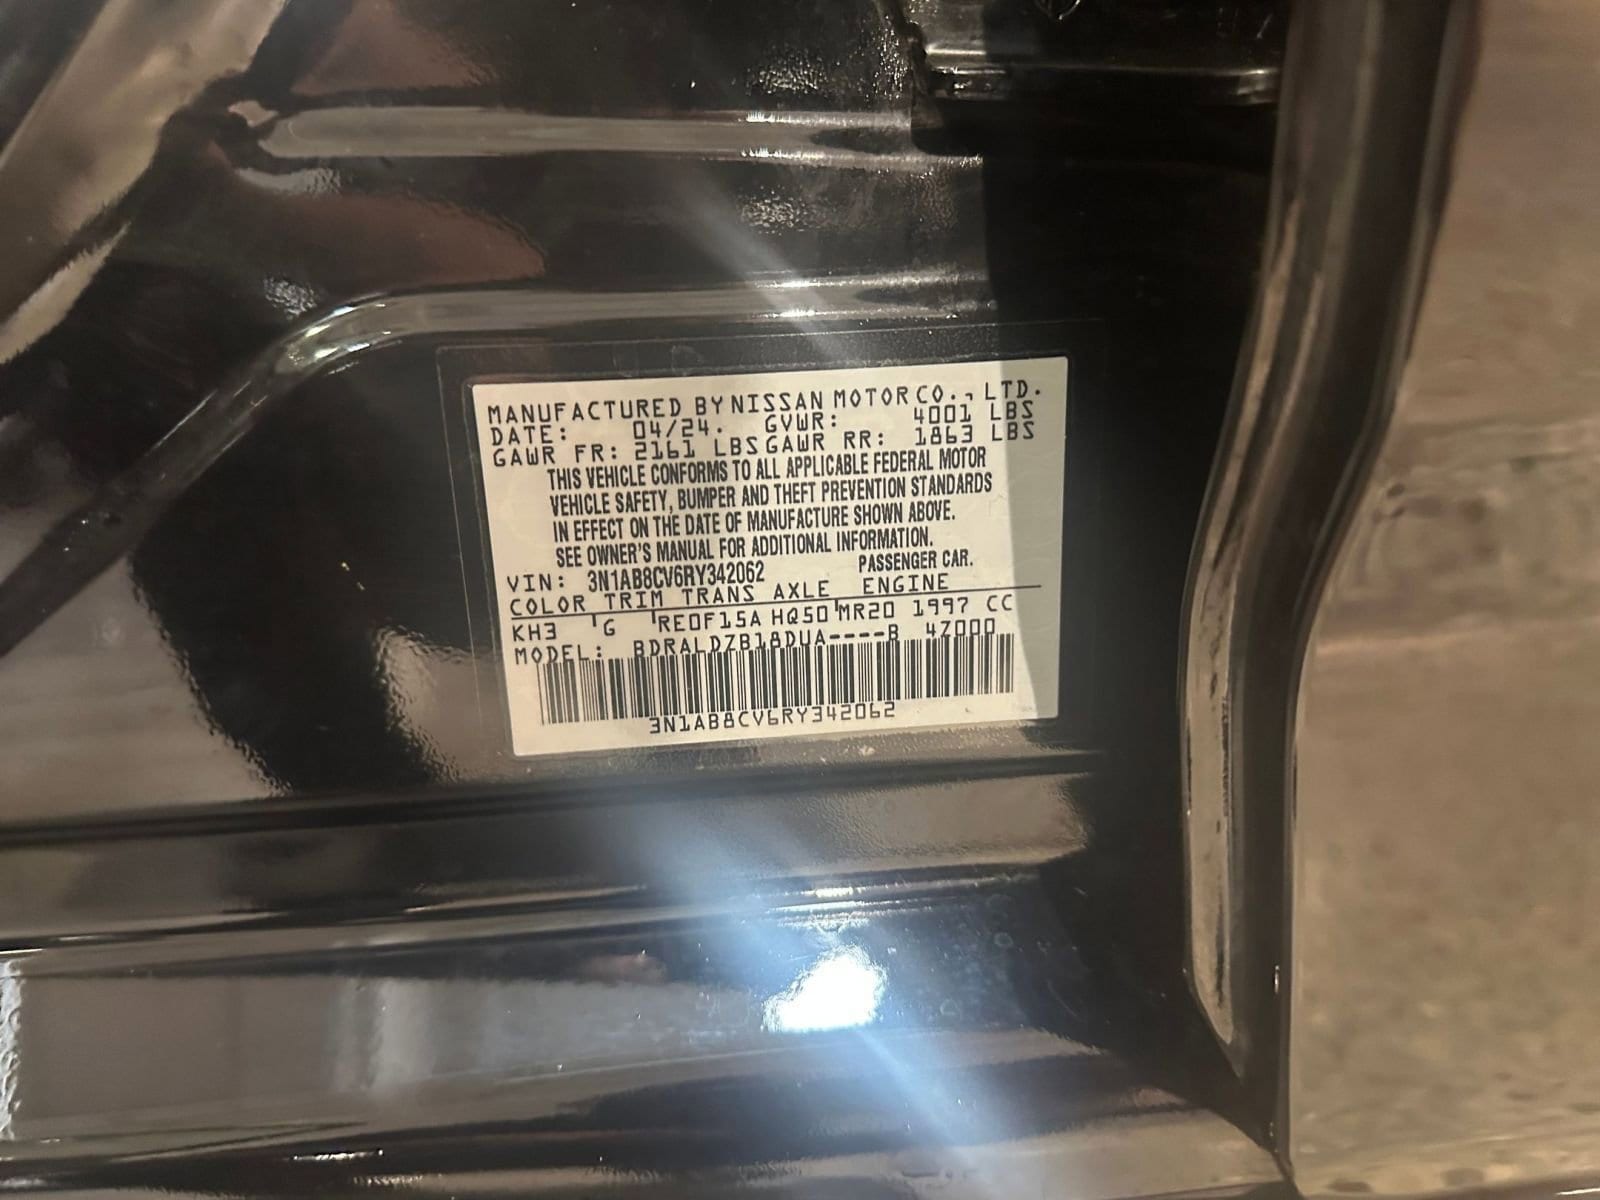 MANUFACTURED BY NISSAN MOTOR CO., LTD.
DATE: 04/24. GVWR: 4001 LBS
GAWR FR: 2161 LBS GAWR RR: 1863 LBS
THIS VEHICLE CONFORMS TO ALL APPLICABLE FEDERAL MOTOR
VEHICLE SAFETY, BUMPER AND THEFT PREVENTION STANDARDS
IN EFFECT ON THE DATE OF MANUFACTURE SHOWN ABOVE.
SEE OWNER'S MANUAL FOR ADDITIONAL INFORMATION.
VIN: 3N1AB8CV6RY342062 PASSENGER CAR.
COLOR TRIM TRANS AXLE ENGINE
KH3 G RE0F15A HQ50 MR20 1997 CC
MODEL: BDRALDZB18DUA----B 4Z000
3N1AB8CV6RY342062